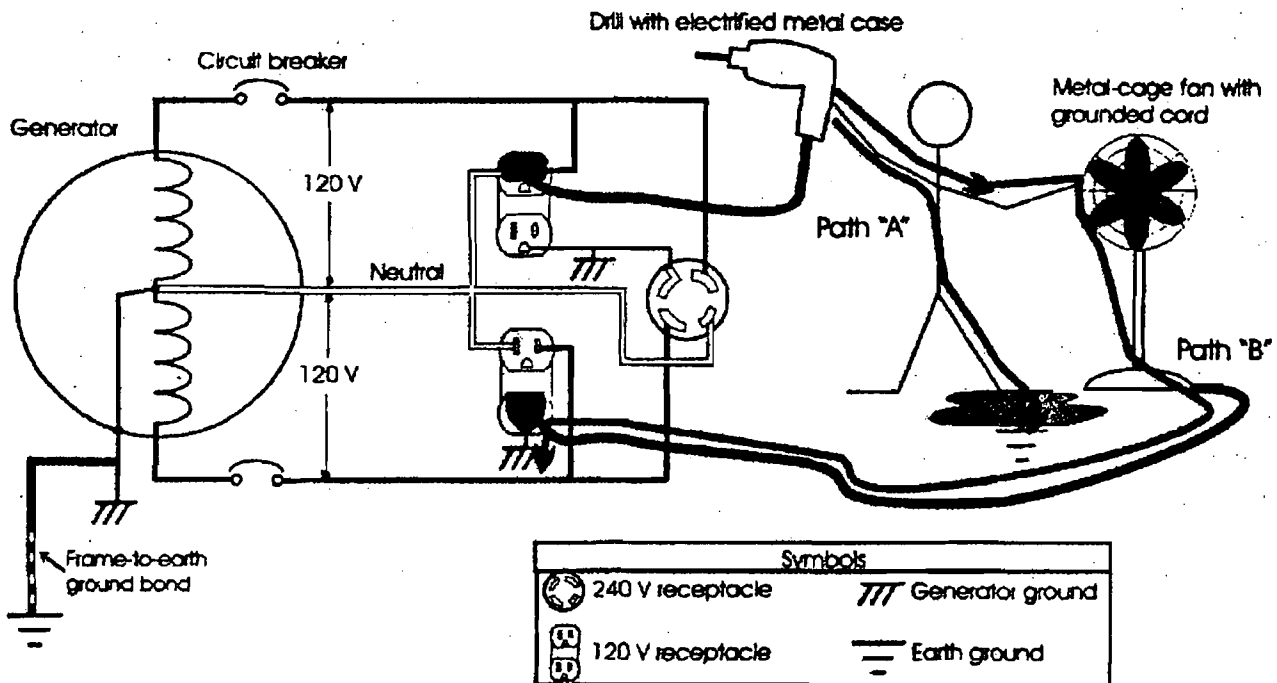 Drill with electrified metal case
Circuit breaker
Metal-cage fan with
grounded cord
Generator
120 V
Path "A"
Neutral
Path "B"
120 V
Frame-to-earth
ground bond
Symbols
240 V receptacle
Generator ground
120 V receptacle
Earth ground